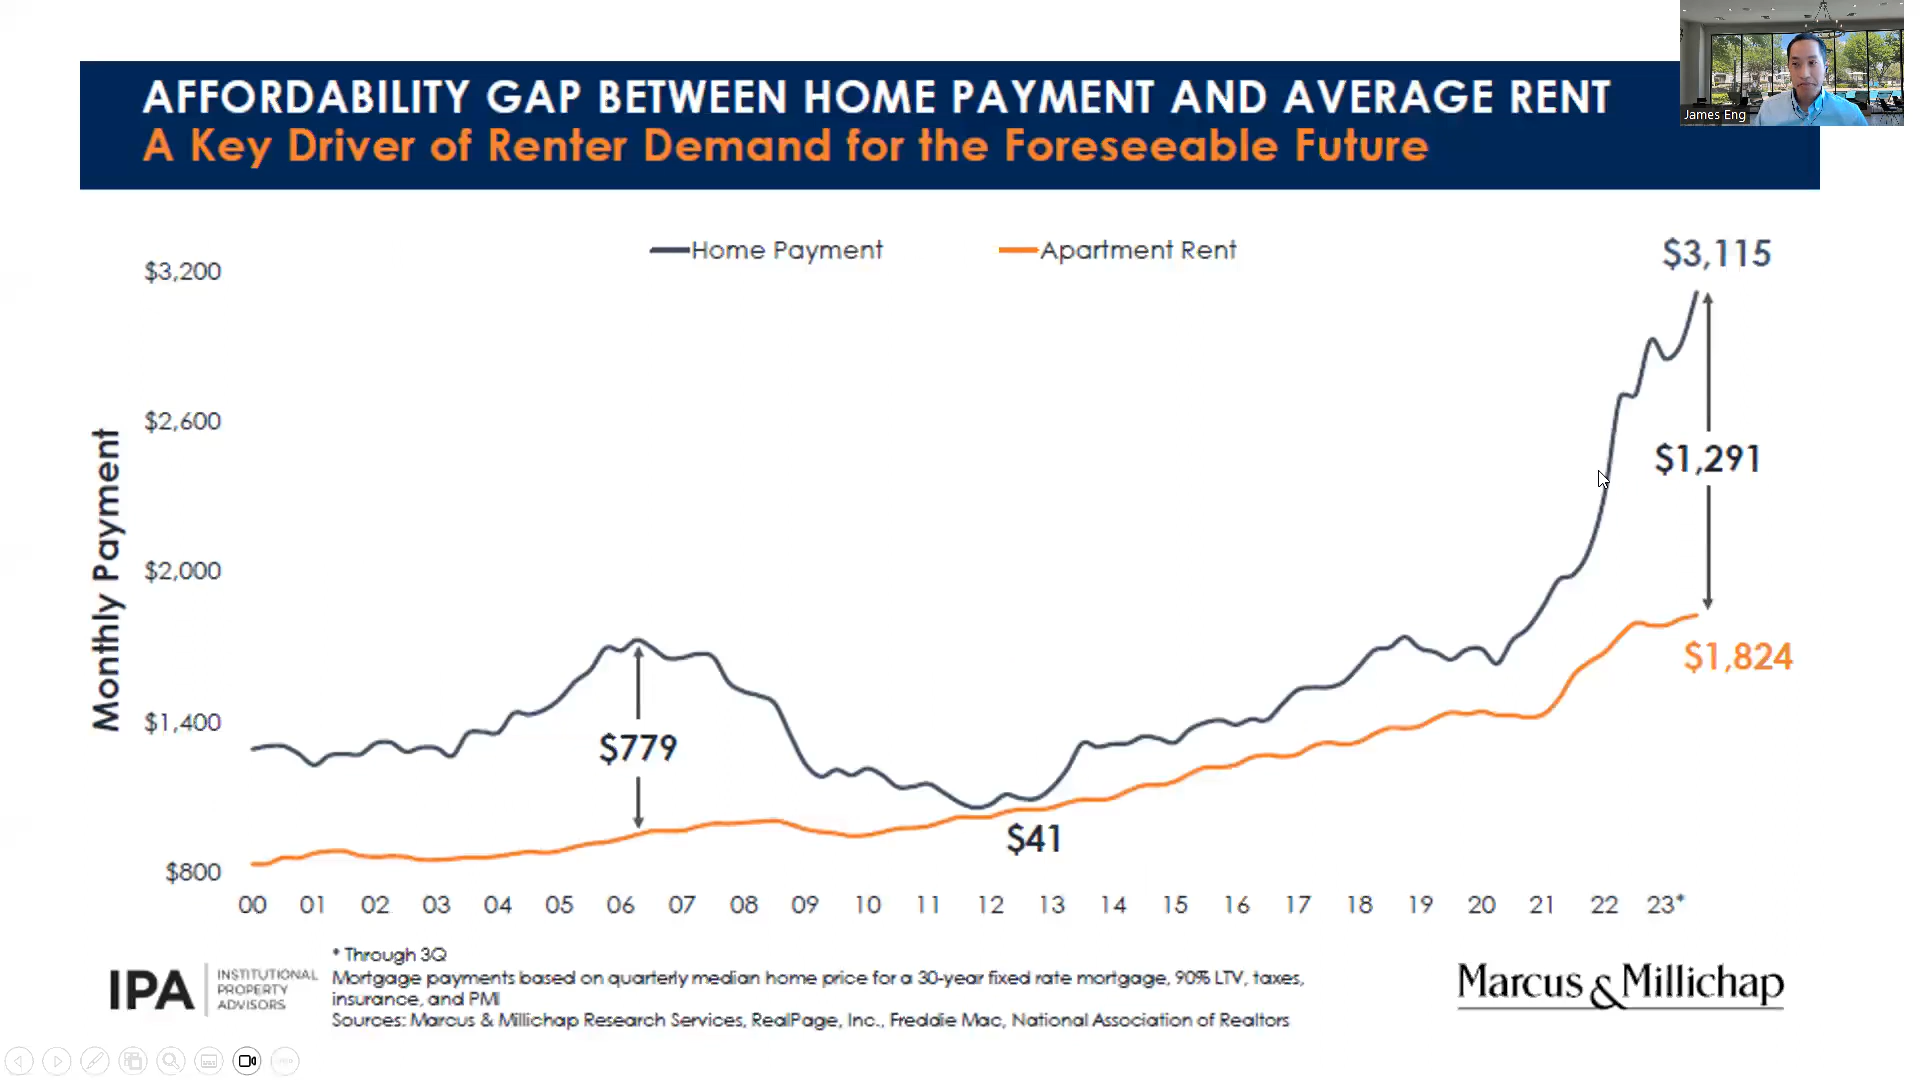 James Eng
AFFORDABILITY GAP BETWEEN HOME PAYMENT AND AVERAGE RENT
A Key Driver of Renter Demand for the Foreseeable Future
Home Payment
Apartment Rent
$3,115
$3,200
$2,600
$2,000
$1,400
$800
Monthly Payment
$1,291
$1,824
$779
$41
00 01 02 03 04 05 06 07 08 09 10 11 12 13 14 15 16 17 18 19 20 21 22 23*
* Through 3Q
Mortgage payments based on quarterly median home price for a 30-year fixed rate mortgage, 90% LTV, taxes,
insurance, and PMI
Sources: Marcus & Millichap Research Services, RealPage, Inc., Freddie Mac, National Association of Realtors
IPA
INSTITUTIONAL
PROPERTY
ADVISORS
Marcus & Millichap